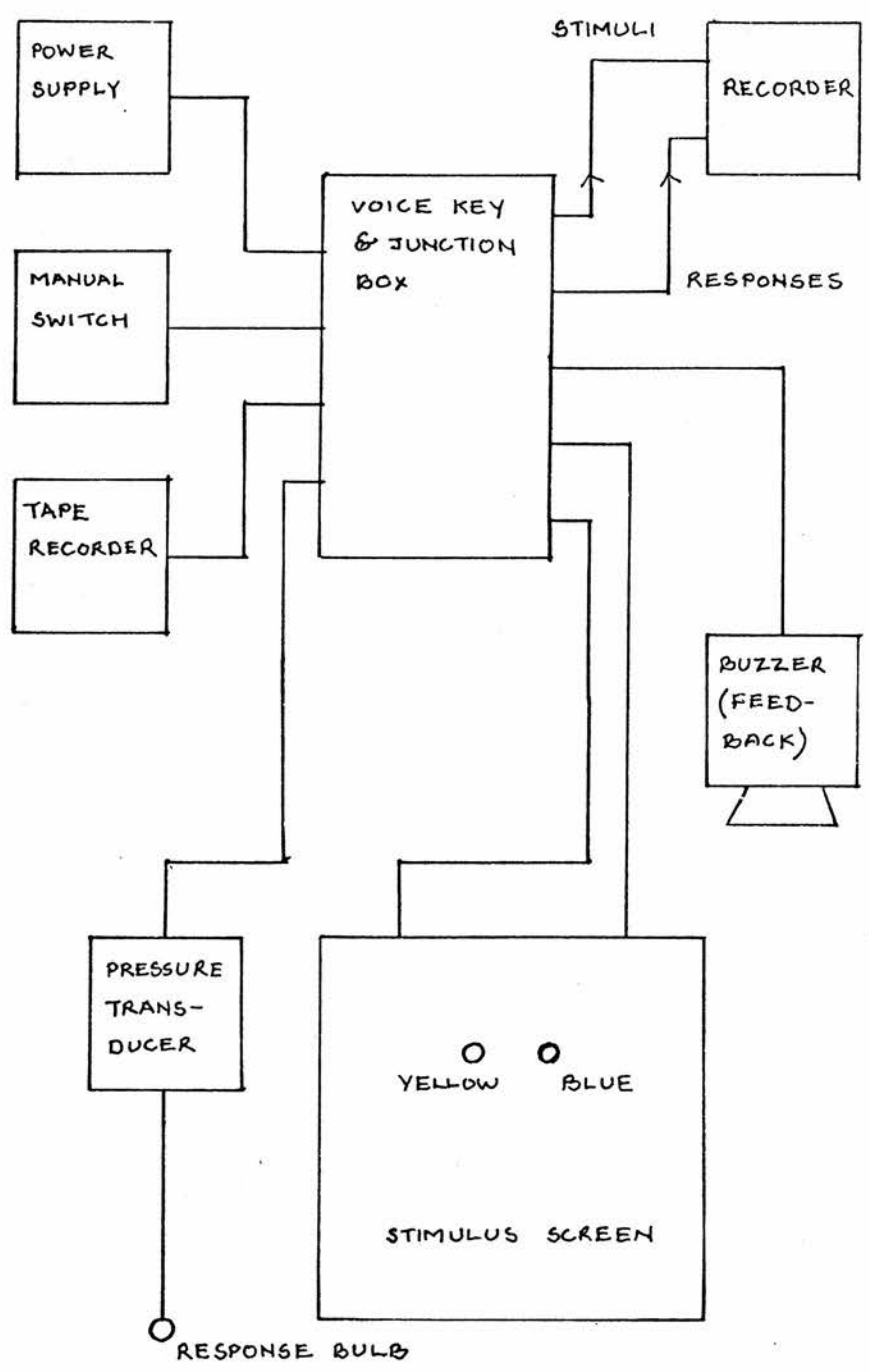 STIMULI
POWER
SUPPLY
RECORDER
VOICE KEY
& JUNCTION
BOX
MANUAL
SWITCH
RESPONSES
TAPE
RECORDER
BUZZER
(FEED-
BACK)
PRESSURE
TRANS-
DUCER
YELLOW
BLUE
STIMULUS SCREEN
RESPONSE BULB